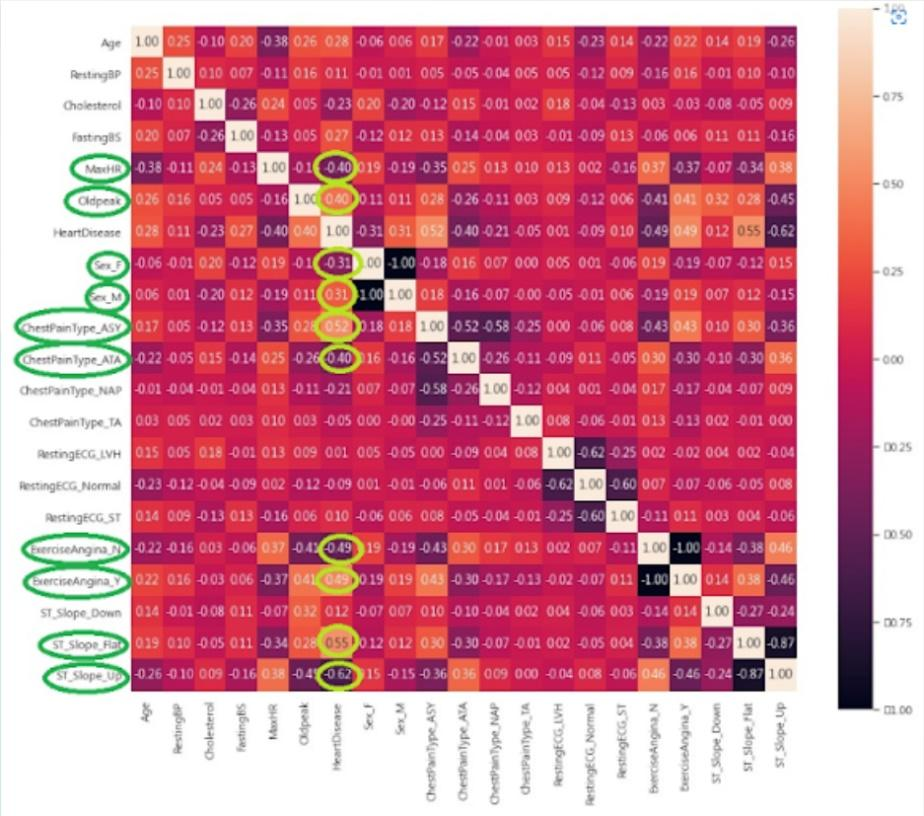 1.00
Age 1.00 0.25 -0.10 0.20 -0.38 0.26 0.28 -0.06 0.06 0.17 -0.22 -0.01 0.03 0.15 -0.23 0.14 -0.22 0.22 0.14 0.19 -0.26
RestingBP 0.25 1.00 0.10 0.07 -0.11 0.16 0.11 -0.01 0.01 0.05 -0.05 -0.04 0.05 0.05 -0.12 0.09 -0.16 0.16 -0.01 0.10 -0.10
0.75
Cholesterol -0.10 0.10 1.00 -0.26 0.24 0.05 -0.23 0.20 -0.20 -0.12 0.15 -0.01 0.02 0.18 -0.04 -0.13 0.03 -0.03 -0.08 -0.05 0.09
FastingBS 0.20 0.07 -0.26 1.00 -0.13 0.05 0.27 -0.12 0.12 0.13 -0.14 -0.04 0.03 -0.01 -0.09 0.13 -0.06 0.06 0.11 0.11 -0.16
MaxHR -0.38 -0.11 0.24 -0.13 1.00 -0.1 -0.40 0.19 -0.19 -0.35 0.25 0.13 0.10 0.13 0.02 -0.16 0.37 -0.37 -0.07 -0.34 0.38
0.50
Oldpeak 0.26 0.16 0.05 0.05 -0.16 1.00 0.40 0.11 0.11 0.28 -0.26 -0.11 0.03 0.09 -0.12 0.06 -0.41 0.41 0.32 0.28 -0.45
HeartDisease 0.28 0.11 -0.23 0.27 -0.40 0.40 1.00 -0.31 0.31 0.52 -0.40 -0.21 -0.05 0.01 -0.09 0.10 -0.49 0.49 0.12 0.55 -0.62
Sex_F -0.06 -0.01 0.20 -0.12 0.19 -0.1 -0.31 1.00 -1.00 -0.18 0.16 0.07 0.00 0.05 0.01 -0.06 0.19 -0.19 -0.07 -0.12 0.15
0.25
Sex_M 0.06 0.01 -0.20 0.12 -0.19 0.11 0.31 -1.00 1.00 0.18 -0.16 -0.07 -0.00 -0.05 -0.01 0.06 -0.19 0.19 0.07 0.12 -0.15
ChestPainType_ASY 0.17 0.05 -0.12 0.13 -0.35 0.28 0.52 0.18 0.18 1.00 -0.52 -0.58 -0.25 0.00 -0.06 0.08 -0.43 0.43 0.10 0.30 -0.36
ChestPainType_ATA -0.22 -0.05 0.15 -0.14 0.25 -0.26 -0.40 0.16 -0.16 -0.52 1.00 -0.26 -0.11 -0.09 0.11 -0.05 0.30 -0.30 -0.10 -0.30 0.36
0.00
ChestPainType_NAP -0.01 -0.04 -0.01 -0.04 0.13 -0.11 -0.21 0.07 -0.07 -0.58 -0.26 1.00 -0.12 0.04 0.01 -0.04 0.17 -0.17 -0.04 -0.07 0.09
ChestPainType_TA 0.03 0.05 0.02 0.03 0.10 0.03 -0.05 0.00 -0.00 -0.25 -0.11 -0.12 1.00 0.08 -0.06 -0.01 0.13 -0.13 0.02 -0.01 0.00
RestingECG_LVH 0.15 0.05 0.18 -0.01 0.13 0.09 0.01 0.05 -0.05 0.00 -0.09 0.04 0.08 1.00 -0.62 -0.25 0.02 -0.02 0.04 0.02 -0.04
00.25
RestingECG_Normal -0.23 -0.12 -0.04 -0.09 0.02 -0.12 -0.09 0.01 -0.01 -0.06 0.11 0.01 -0.06 -0.62 1.00 -0.60 0.07 -0.07 -0.06 -0.05 0.08
RestingECG_ST 0.14 0.09 -0.13 0.13 -0.16 0.06 0.10 -0.06 0.06 0.08 -0.05 -0.04 -0.01 -0.25 -0.60 1.00 -0.11 0.11 0.03 0.04 -0.06
ExerciseAngina_N -0.22 -0.16 0.03 -0.06 0.37 -0.41 -0.49 0.19 -0.19 -0.43 0.30 0.17 0.13 0.02 0.07 -0.11 1.00 -1.00 -0.14 -0.38 0.46
00.50
ExerciseAngina_Y 0.22 0.16 -0.03 0.06 -0.37 0.41 0.49 0.19 0.19 0.43 -0.30 -0.17 -0.13 -0.02 -0.07 0.11 -1.00 1.00 0.14 0.38 -0.46
ST_Slope_Down 0.14 -0.01 -0.08 0.11 -0.07 0.32 0.12 -0.07 0.07 0.10 -0.10 -0.04 0.02 0.04 -0.06 0.03 -0.14 0.14 1.00 -0.27 -0.24
00.75
ST_Slope_Flat 0.19 0.10 -0.05 0.11 -0.34 0.28 0.55 0.12 0.12 0.30 -0.30 -0.07 -0.01 0.02 -0.05 0.04 -0.38 0.38 -0.27 1.00 -0.87
ST_Slope_Up -0.26 -0.10 0.09 -0.16 0.38 -0.45 -0.62 0.15 -0.15 -0.36 0.36 0.09 0.00 -0.04 0.08 -0.06 0.46 -0.46 -0.24 -0.87 1.00
01.00
Age RestingBP Cholesterol FastingBS MaxHR Oldpeak HeartDisease Sex_F Sex_M ChestPainType_ASY ChestPainType_ATA ChestPainType_NAP ChestPainType_TA RestingECG_LVH RestingECG_Normal RestingECG_ST ExerciseAngina_N ExerciseAngina_Y ST_Slope_Down ST_Slope_Flat ST_Slope_Up